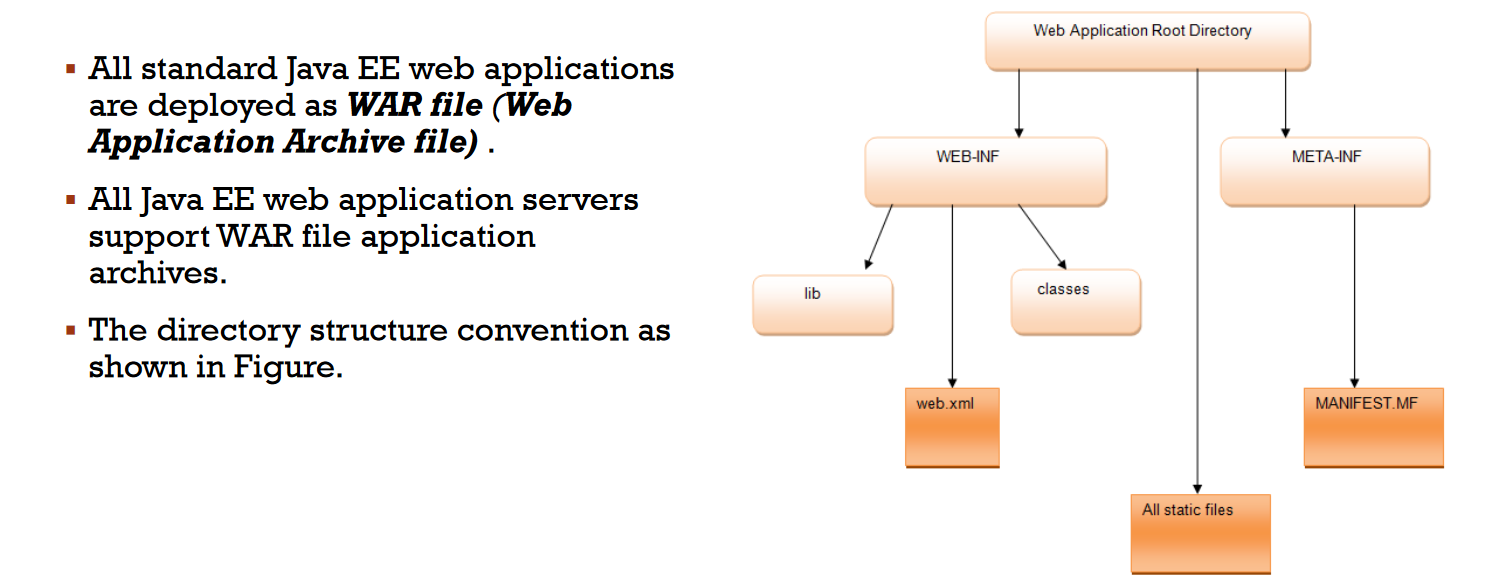 All standard Java EE web applications
are deployed as WAR file (Web
Application Archive file) .
All Java EE web application servers
support WAR file application
archives.
The directory structure convention as
shown in Figure.
Web Application Root Directory
WEB-INF
META-INF
lib
classes
web.xml
MANIFEST.MF
All static files